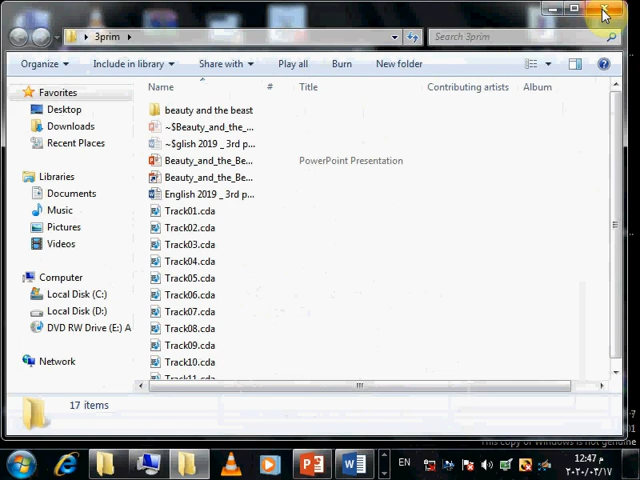 3prim
Search 3prim
Organize
Include in library
Share with
Play all
Burn
New folder
Name
#
Title
Contributing artists
Album
Favorites
Desktop
Downloads
Recent Places
Libraries
Documents
Music
Pictures
Videos
Computer
Local Disk (C:)
Local Disk (D:)
DVD RW Drive (E:) A
Network
beauty and the beast
~$Beauty_and_the_...
~$glish 2019 _ 3rd p...
Beauty_and_the_Be... PowerPoint Presentation
Beauty_and_the_Be...
English 2019 _ 3rd p...
Track01.cda
Track02.cda
Track03.cda
Track04.cda
Track05.cda
Track06.cda
Track07.cda
Track08.cda
Track09.cda
Track10.cda
Track11.cda
17 items
This copy of Windows is not genuine
EN
12:47 م
٢٠٢٠/٠٣/١٧